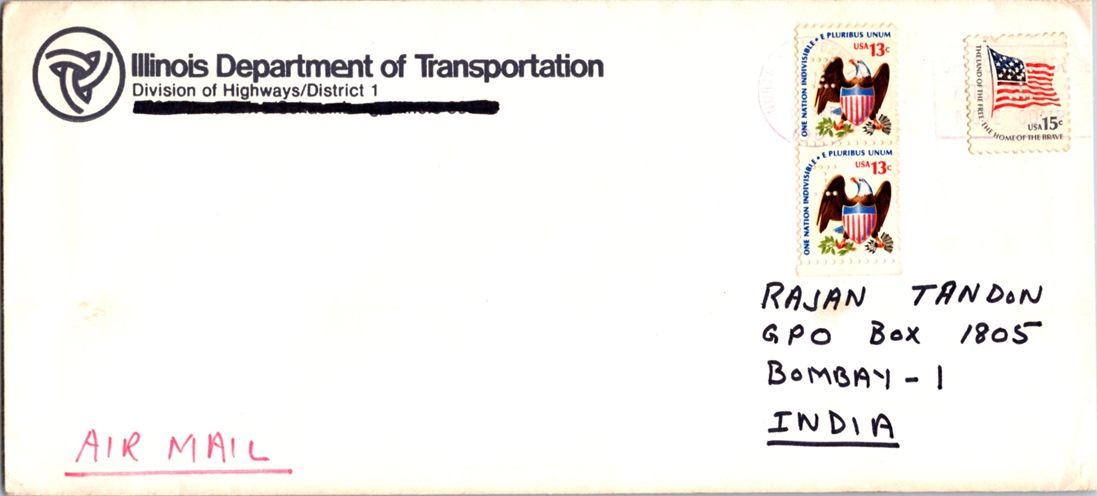 Illinois Department of Transportation
Division of Highways/District 1
ONE NATION INDIVISIBLE • E PLURIBUS UNUM
USA 13c
ONE NATION INDIVISIBLE • E PLURIBUS UNUM
USA 13c
THE LAND OF THE FREE · THE HOME OF THE BRAVE
USA 15c
RAJAN TANDON
GPO BOX 1805
BOMBAY - 1
INDIA
AIR MAIL